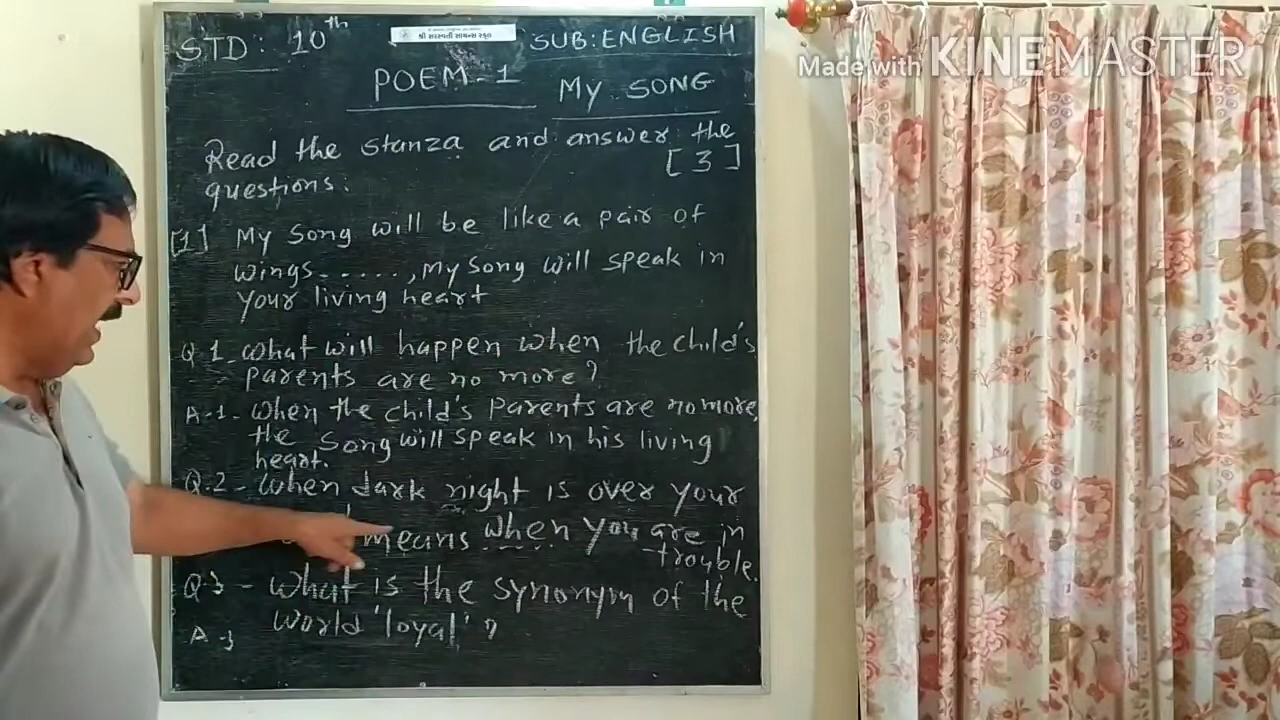 STD: 10th
શ્રી સરસ્વતી સાયન્સ સ્કૂલ
SUB: ENGLISH
Made with KINEMASTER
POEM-1 My SONG
Read the stanza and answer the
[3]
questions:
[1] My Song will be like a pair of
wings....., My Song will speak in
your living heart
Q 1- What will happen when the child's
parents are no more?
A-1- When the child's Parents are no more,
the Song will speak in his living
heart.
Q.2- When dark night is over your
means when you are in
trouble.
Q3- What is the synonym of the
world 'loyal'?
A-3